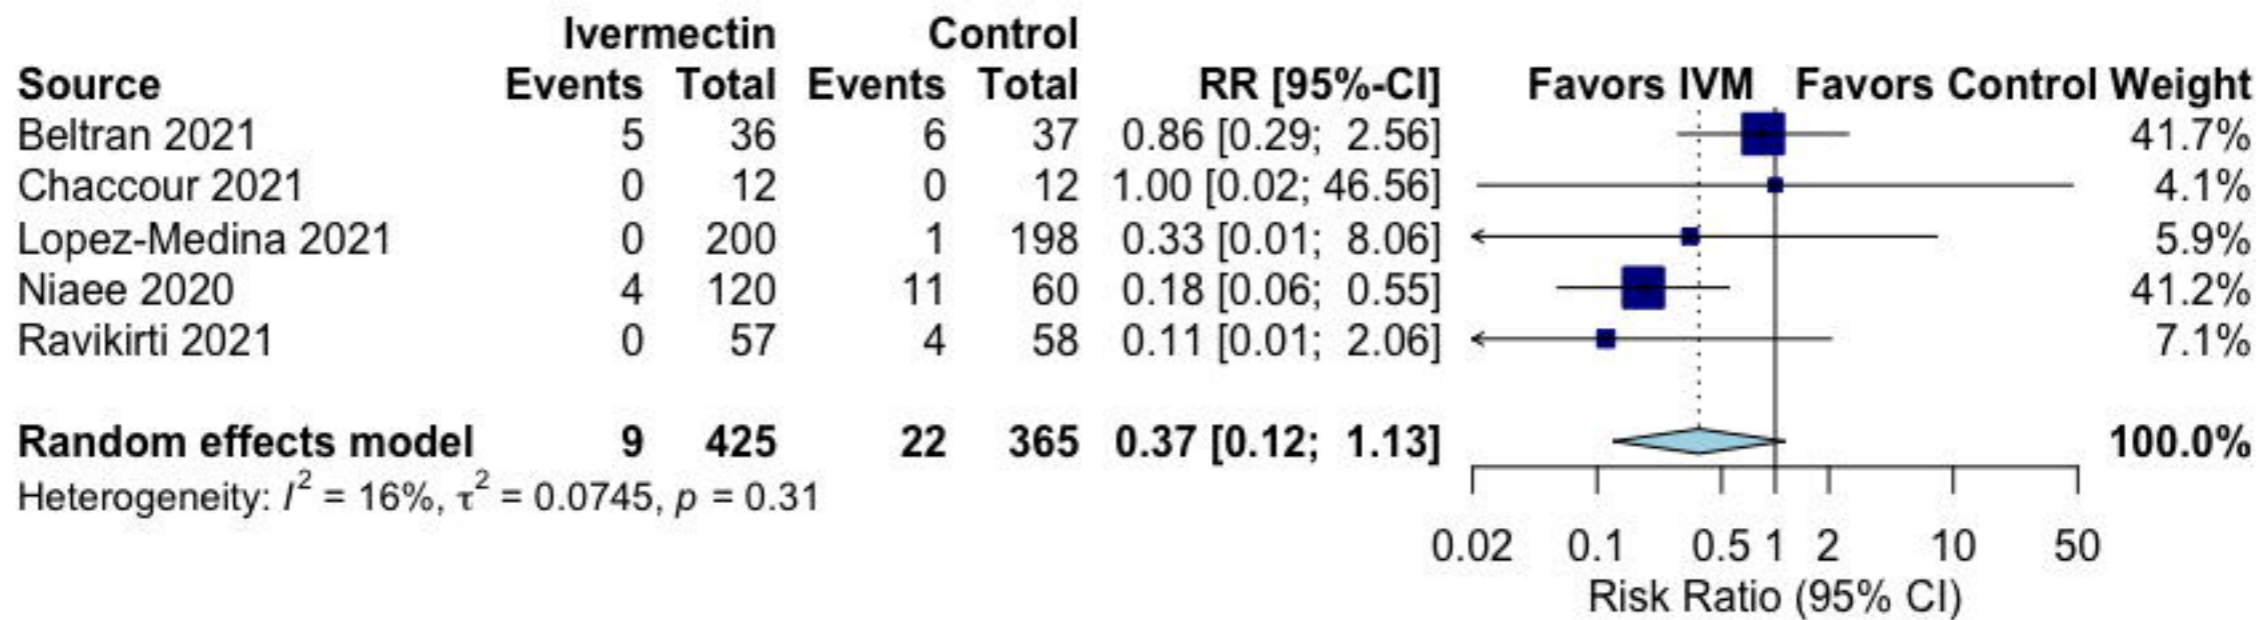 Ivermectin Control
Source Events Total Events Total RR [95%-CI] Favors IVM Favors Control Weight
Beltran 2021 5 36 6 37 0.86 [0.29; 2.56] 41.7%
Chaccour 2021 0 12 0 12 1.00 [0.02; 46.56] 4.1%
Lopez-Medina 2021 0 200 1 198 0.33 [0.01; 8.06] 5.9%
Niaee 2020 4 120 11 60 0.18 [0.06; 0.55] 41.2%
Ravikirti 2021 0 57 4 58 0.11 [0.01; 2.06] 7.1%
Random effects model 9 425 22 365 0.37 [0.12; 1.13] 100.0%
Heterogeneity: I² = 16%, τ² = 0.0745, p = 0.31
0.02 0.1 0.5 1 2 10 50
Risk Ratio (95% CI)